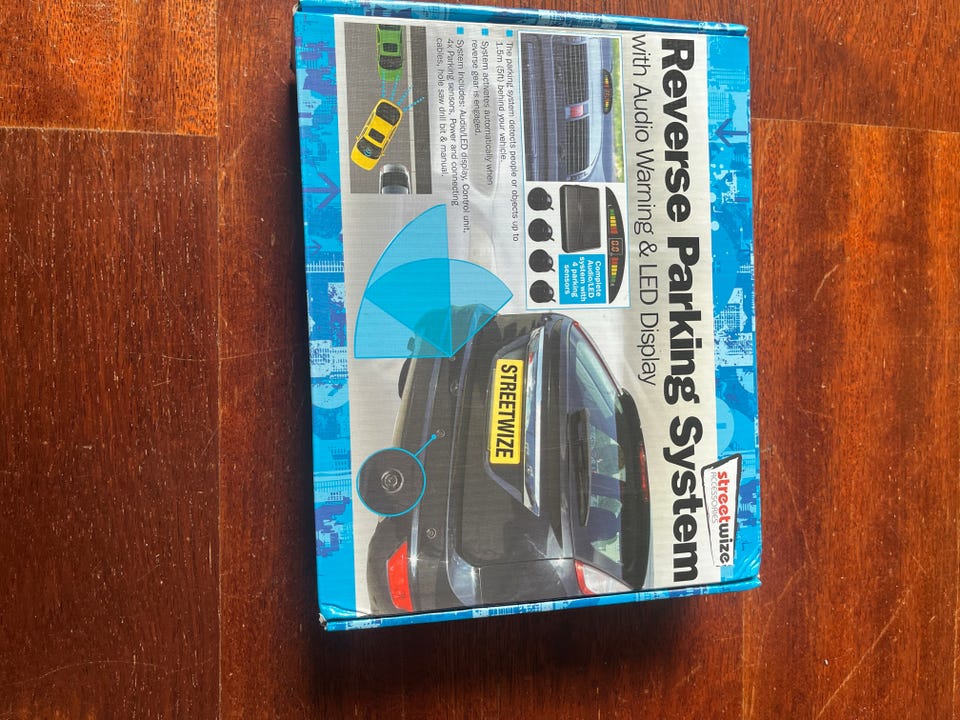 streetwize
ACCESSORIES
Reverse Parking System
with Audio Warning & LED Display
Complete
Audio/LED
system with
4 parking
sensors
The parking system detects people or objects up to
1.5m (5ft) behind your vehicle.
System activates automatically when
reverse gear is engaged.
System Includes: Audio/LED display, Control unit,
4x Parking sensors, Power and connecting
cables, hole saw drill bit & manual.
STREETWIZE